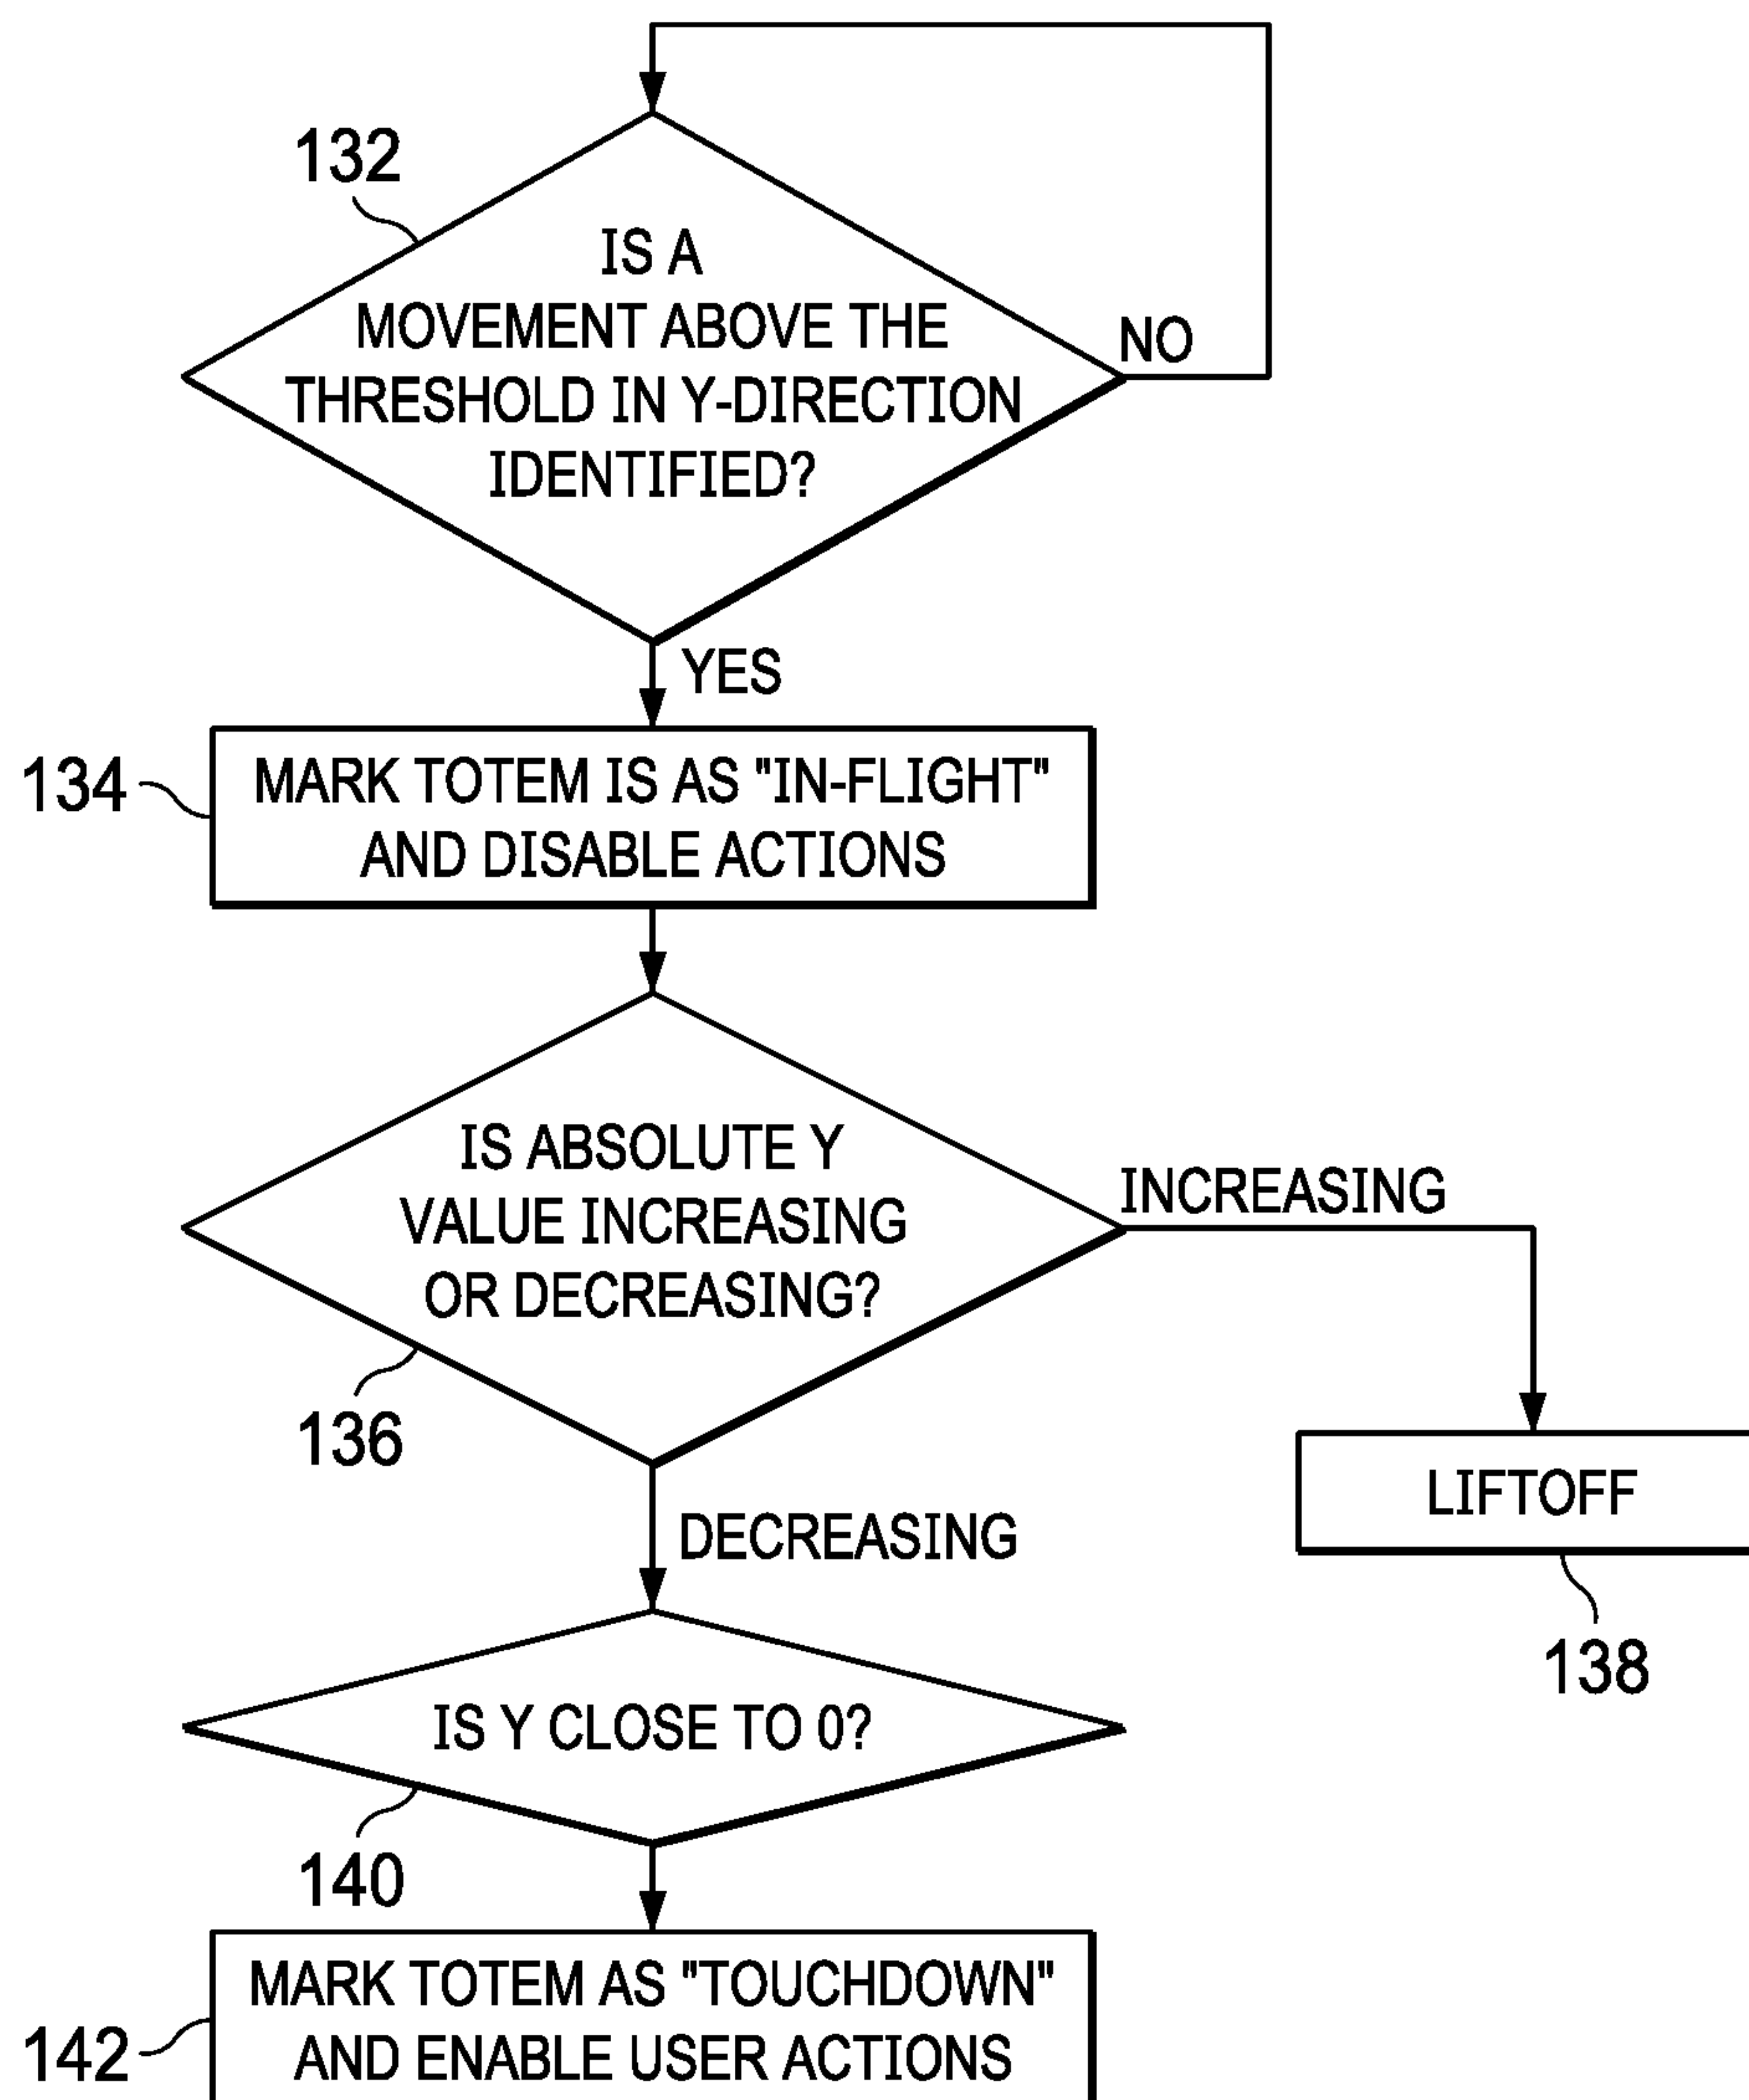 132
IS A
MOVEMENT ABOVE THE
THRESHOLD IN Y-DIRECTION
IDENTIFIED?
NO
YES
134
MARK TOTEM IS AS "IN-FLIGHT"
AND DISABLE ACTIONS
IS ABSOLUTE Y
VALUE INCREASING
OR DECREASING?
INCREASING
136
LIFTOFF
DECREASING
138
IS Y CLOSE TO 0?
140
MARK TOTEM AS "TOUCHDOWN"
AND ENABLE USER ACTIONS
142